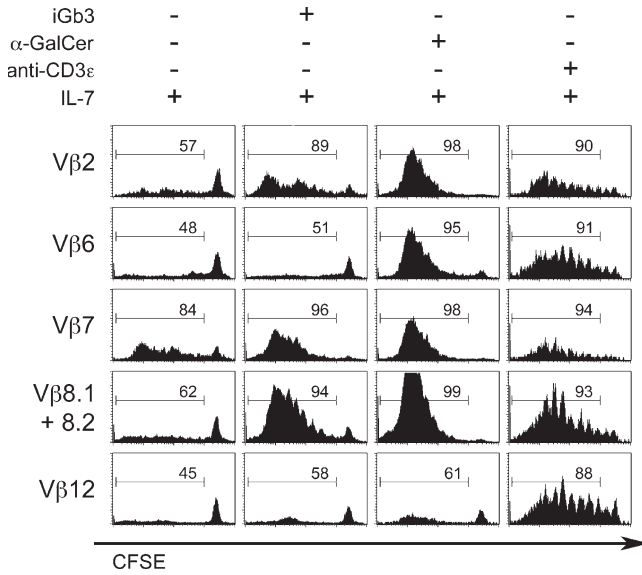 iGb3 - + - -
α-GalCer - - + -
anti-CD3ε - - - +
IL-7 + + + +
Vβ2 57 89 98 90
Vβ6 48 51 95 91
Vβ7 84 96 98 94
Vβ8.1 + 8.2 62 94 99 93
Vβ12 45 58 61 88
CFSE